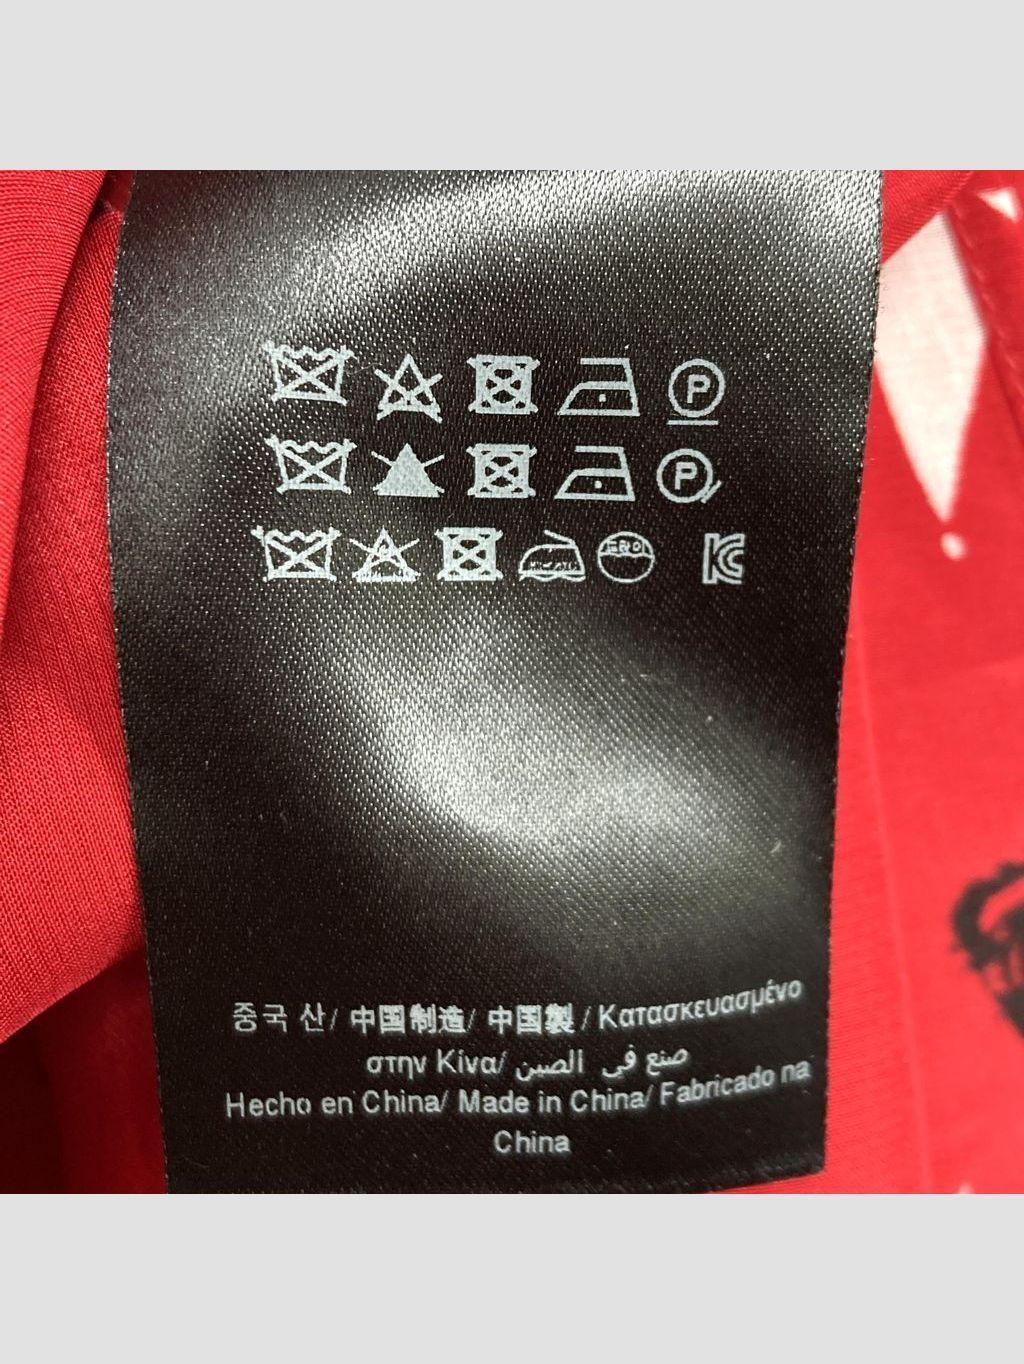 P
P
중국 산/ 中国制造/ 中国製 / Κατασκευασμένο
στην Κίνα/ صنع في الصين
Hecho en China/ Made in China/ Fabricado na
China